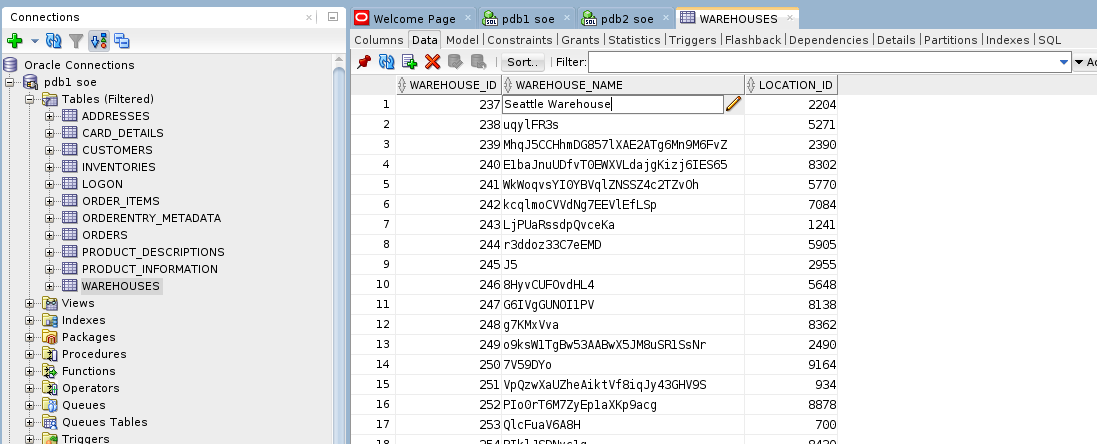 Connections
Oracle Connections
pdb1 soe
Tables (Filtered)
ADDRESSES
CARD_DETAILS
CUSTOMERS
INVENTORIES
LOGON
ORDER_ITEMS
ORDERENTRY_METADATA
ORDERS
PRODUCT_DESCRIPTIONS
PRODUCT_INFORMATION
WAREHOUSES
Views
Indexes
Packages
Procedures
Functions
Operators
Queues
Queues Tables
Triggers
Welcome Page pdb1 soe pdb2 soe WAREHOUSES
Columns Data Model Constraints Grants Statistics Triggers Flashback Dependencies Details Partitions Indexes SQL
Sort.. Filter:
WAREHOUSE_ID WAREHOUSE_NAME LOCATION_ID
1 237 Seattle Warehouse 2204
2 238 uqylFR3s 5271
3 239 MhqJ5CCHhmDG857lXAE2ATg6Mn9M6FvZ 2390
4 240 E1baJnuUDfvT0EWXVLdajgKizj6IES65 8302
5 241 WkWoqvsYI0YBVqlZNSSZ4c2TZvOh 5770
6 242 kcqlmoCVVdNg7EEVlEfLSp 7084
7 243 LjPUaRssdpQvceKa 1241
8 244 r3ddoz33C7eEMD 5905
9 245 J5 2955
10 246 8HyvCUFOvdHL4 5648
11 247 G6IVgGUNOI1PV 8138
12 248 g7KMxVva 8362
13 249 o9ksW1TgBw53AABwX5JM8uSR1SsNr 2490
14 250 7V59DYo 9164
15 251 VpQzwXaUZheAiktVf8iqJy43GHV9S 934
16 252 PIo0rT6M7ZyEp1aXKp9acg 8878
17 253 QlcFuaV6A8H 700